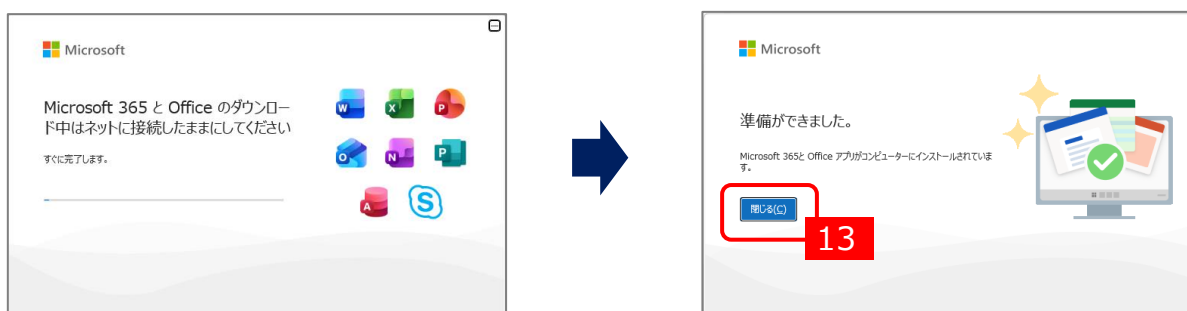 Microsoft
Microsoft 365 と Office のダウンロー
ド中はネットに接続したままにしてください
すぐに完了します。
W
X
P
O
N
P
A
S
Microsoft
準備ができました。
Microsoft 365と Office アプリがコンピューターにインストールされていま
す。
閉じる(C)
13